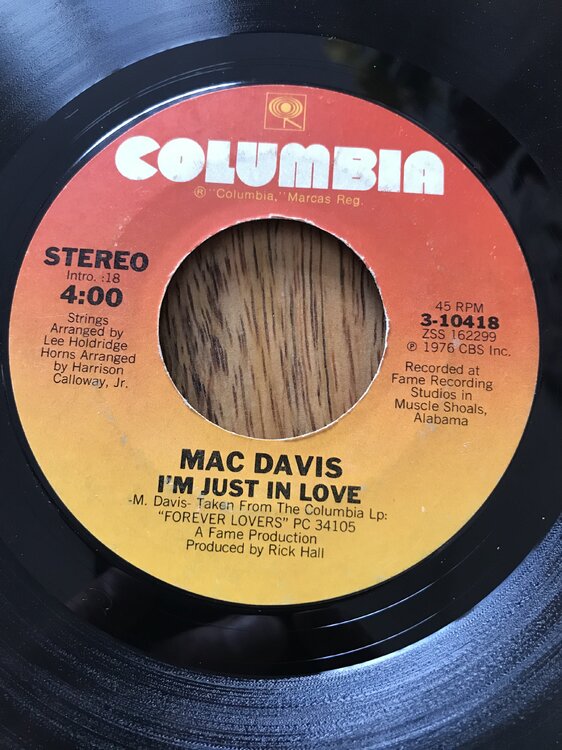 COLUMBIA
® "Columbia," Marcas Reg.
STEREO
Intro. :18
4:00
Strings
Arranged by
Lee Holdridge
Horns Arranged
by Harrison
Calloway, Jr.
45 RPM
3-10418
ZSS 162299
℗ 1976 CBS Inc.
Recorded at
Fame Recording
Studios in
Muscle Shoals,
Alabama
MAC DAVIS
I'M JUST IN LOVE
-M. Davis- Taken From The Columbia Lp:
"FOREVER LOVERS" PC 34105
A Fame Production
Produced by Rick Hall